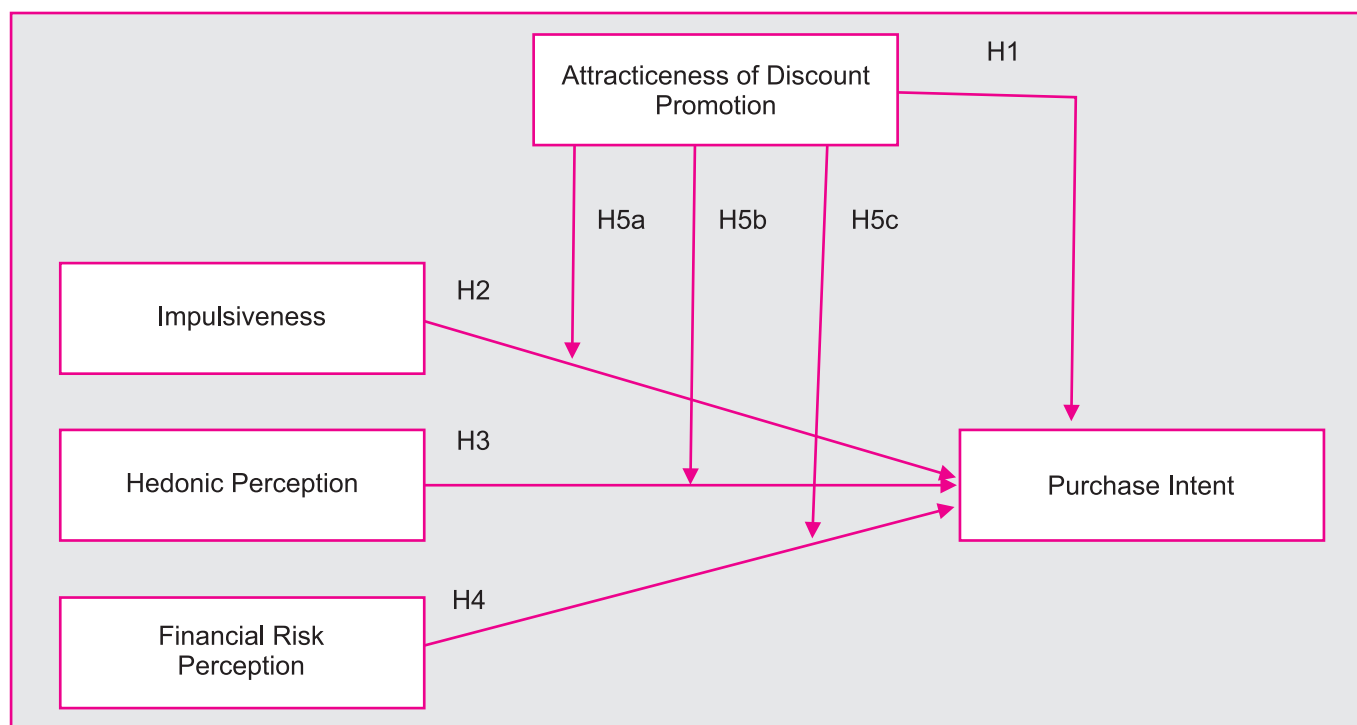 H1
Attracticeness of Discount
Promotion
H5a
H5b
H5c
Impulsiveness
H2
Hedonic Perception
H3
Purchase Intent
Financial Risk
Perception
H4